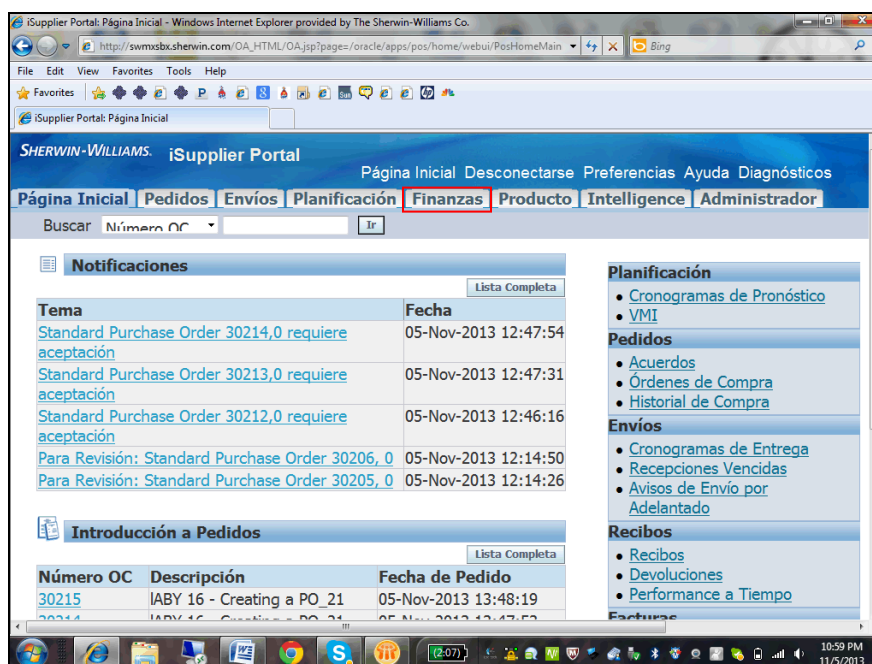 iSupplier Portal: Página Inicial - Windows Internet Explorer provided by The Sherwin-Williams Co.
http://swmxsbx.sherwin.com/OA_HTML/OA.jsp?page=/oracle/apps/pos/home/webui/PosHomeMain
Bing
File Edit View Favorites Tools Help
Favorites
iSupplier Portal: Página Inicial
SHERWIN-WILLIAMS. iSupplier Portal
Página Inicial Desconectarse Preferencias Ayuda Diagnósticos
Página Inicial Pedidos Envíos Planificación Finanzas Producto Intelligence Administrador
Buscar Número OC Ir
Notificaciones
Lista Completa
Tema Fecha
Standard Purchase Order 30214,0 requiere aceptación 05-Nov-2013 12:47:54
Standard Purchase Order 30213,0 requiere aceptación 05-Nov-2013 12:47:31
Standard Purchase Order 30212,0 requiere aceptación 05-Nov-2013 12:46:16
Para Revisión: Standard Purchase Order 30206, 0 05-Nov-2013 12:14:50
Para Revisión: Standard Purchase Order 30205, 0 05-Nov-2013 12:14:26
Introducción a Pedidos
Lista Completa
Número OC Descripción Fecha de Pedido
30215 IABY 16 - Creating a PO_21 05-Nov-2013 13:48:19
Planificación
Cronogramas de Pronóstico
VMI
Pedidos
Acuerdos
Órdenes de Compra
Historial de Compra
Envíos
Cronogramas de Entrega
Recepciones Vencidas
Avisos de Envío por
Adelantado
Recibos
Recibos
Devoluciones
Performance a Tiempo
Facturas
(2:07)
10:59 PM
11/5/2013